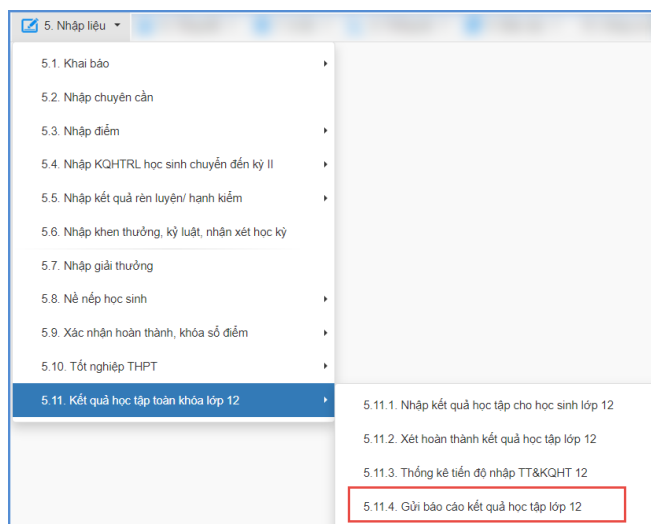 5. Nhập liệu
5.1. Khai báo
5.2. Nhập chuyên cần
5.3. Nhập điểm
5.4. Nhập KQHTRL học sinh chuyển đến kỳ II
5.5. Nhập kết quả rèn luyện/ hạnh kiểm
5.6. Nhập khen thưởng, kỷ luật, nhận xét học kỳ
5.7. Nhập giải thưởng
5.8. Nề nếp học sinh
5.9. Xác nhận hoàn thành, khóa sổ điểm
5.10. Tốt nghiệp THPT
5.11. Kết quả học tập toàn khóa lớp 12
5.11.1. Nhập kết quả học tập cho học sinh lớp 12
5.11.2. Xét hoàn thành kết quả học tập lớp 12
5.11.3. Thống kê tiến độ nhập TT&KQHT 12
5.11.4. Gửi báo cáo kết quả học tập lớp 12